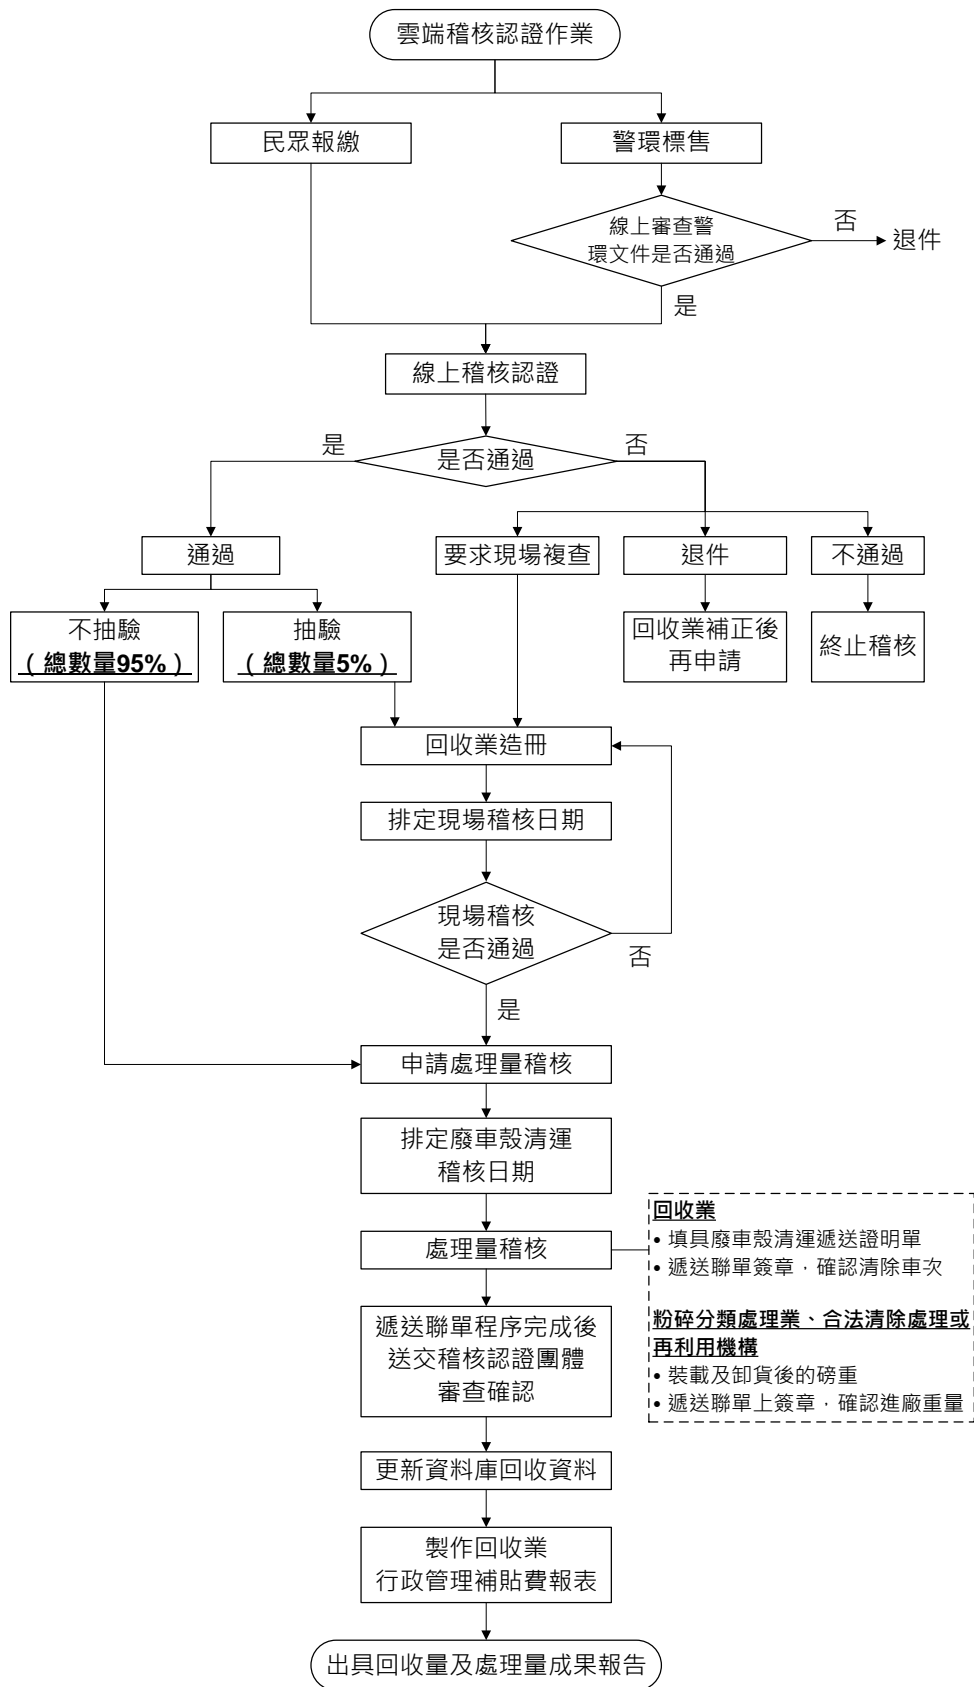 雲端稽核認證作業
民眾報繳
警環標售
線上審查警
環文件是否通過
否
退件
是
線上稽核認證
是
是否通過
否
通過
要求現場複查
退件
不通過
不抽驗
（總數量95%）
抽驗
（總數量5%）
回收業補正後
再申請
終止稽核
回收業造冊
排定現場稽核日期
現場稽核
是否通過
否
是
申請處理量稽核
排定廢車殼清運
稽核日期
處理量稽核
回收業
• 填具廢車殼清運遞送證明單
• 遞送聯單簽章，確認清除車次
粉碎分類處理業、合法清除處理或
再利用機構
• 裝載及卸貨後的磅重
• 遞送聯單上簽章，確認進廠重量
遞送聯單程序完成後
送交稽核認證團體
審查確認
更新資料庫回收資料
製作回收業
行政管理補貼費報表
出具回收量及處理量成果報告